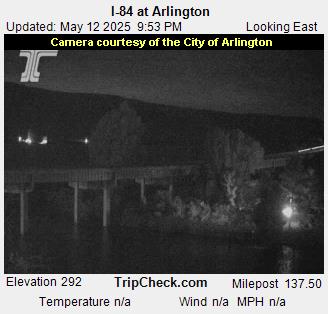 I-84 at Arlington
Updated: May 12 2025 9:53 PM Looking East
Camera courtesy of the City of Arlington
Elevation 292 TripCheck.com Milepost 137.50
Temperature n/a Wind n/a MPH n/a